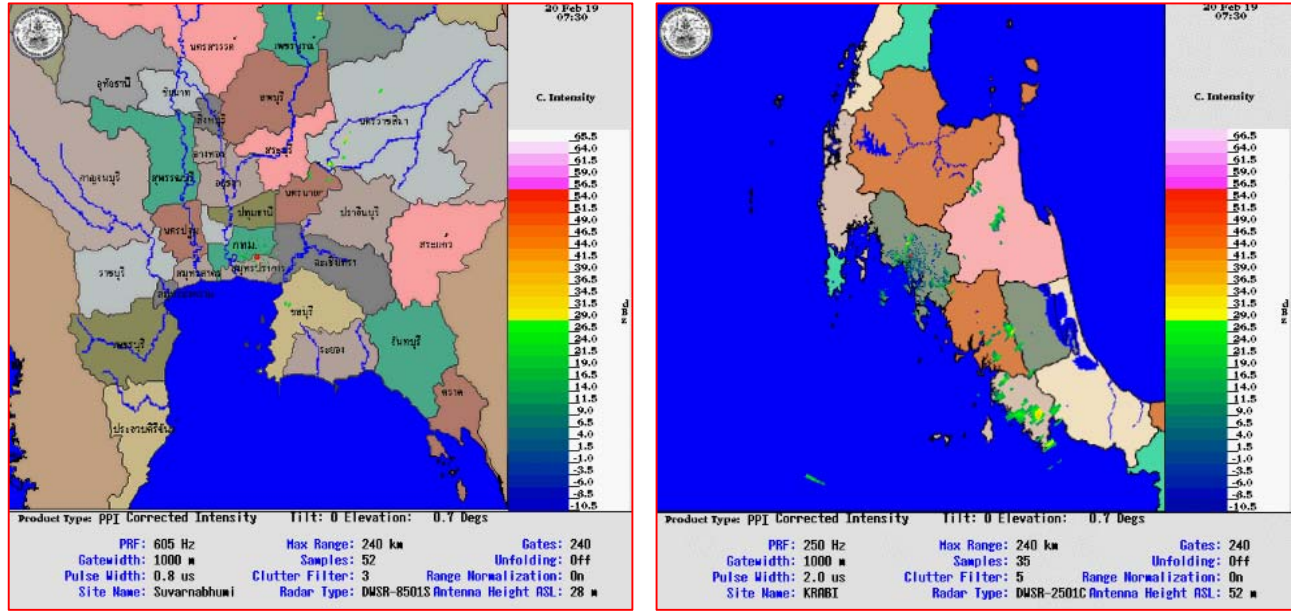 20 Feb 19
07:30
C. Intensity
65.5
64.0
61.5
59.0
56.5
54.0
51.5
49.0
46.5
44.0
41.5
39.0
36.5
34.0
31.5
29.0
26.5
24.0
21.5
19.0
16.5
14.0
11.5
9.0
6.5
4.0
1.5
-1.0
-3.5
-6.0
-8.5
-10.5
นครสวรรค์
เพชรบูรณ์
อุทัยธานี
ชัยนาท
ลพบุรี
สิงห์บุรี
นครราชสีมา
อ่างทอง
สระบุรี
กาญจนบุรี
สุพรรณบุรี
อยุธยา
นครนายก
ปราจีนบุรี
ปทุมธานี
นครปฐม
กทม.
สระแก้ว
ราชบุรี
สมุทรสาคร
สมุทรปราการ
ฉะเชิงเทรา
สมุทรสงคราม
ชลบุรี
เพชรบุรี
ระยอง
จันทบุรี
ตราด
ประจวบคีรีขันธ์
Product Type: PPI Corrected Intensity Tilt: 0 Elevation: 0.7 Degs
PRF: 605 Hz Max Range: 240 km Gates: 240
Gatewidth: 1000 m Samples: 52 Unfolding: Off
Pulse Width: 0.8 us Clutter Filter: 3 Range Normalization: On
Site Name: Suvarnabhumi Radar Type: DWSR-8501S Antenna Height ASL: 28 m
20 Feb 19
07:30
C. Intensity
66.5
64.0
61.5
59.0
56.5
54.0
51.5
49.0
46.5
44.0
41.5
39.0
36.5
34.0
31.5
29.0
26.5
24.0
21.5
19.0
16.5
14.0
11.5
9.0
6.5
4.0
1.5
-1.0
-3.5
-6.0
-8.5
-10.5
Product Type: PPI Corrected Intensity Tilt: 0 Elevation: 0.7 Degs
PRF: 250 Hz Max Range: 240 km Gates: 240
Gatewidth: 1000 m Samples: 35 Unfolding: Off
Pulse Width: 2.0 us Clutter Filter: 5 Range Normalization: On
Site Name: KRABI Radar Type: DWSR-2501C Antenna Height ASL: 52 m